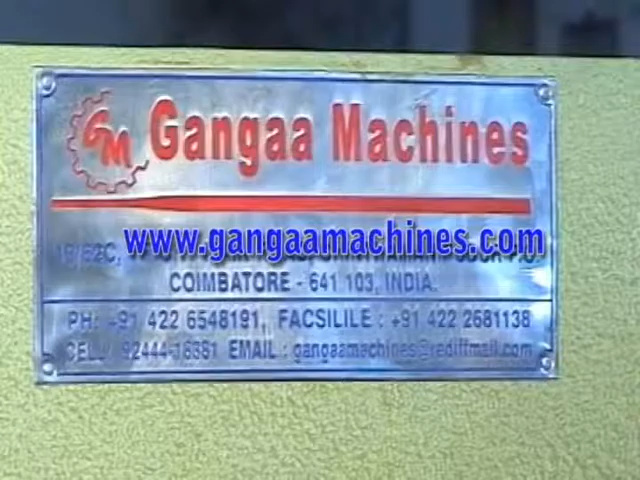 GM
Gangaa Machines
www.gangaamachines.com
COIMBATORE - 641 103, INDIA.
PH: +91 422 6548191, FACSILILE : +91 422 2681138
CELL: 92444-16381 EMAIL : gangaamachines@rediffmail.com